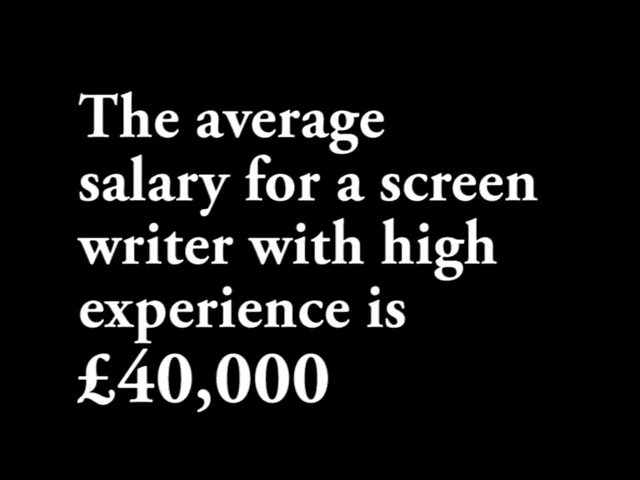 The average
salary for a screen
writer with high
experience is
£40,000